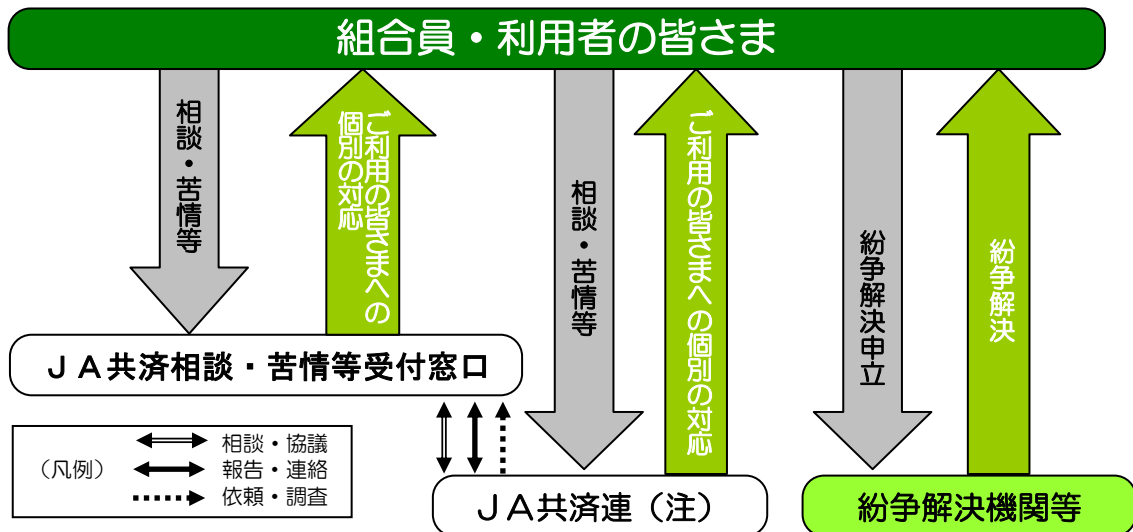 組合員・利用者の皆さま
相談・苦情等
ご利用の皆さまへの
個別の対応
相談・苦情等
ご利用の皆さまへの個別の対応
紛争解決申立
紛争解決
ＪＡ共済相談・苦情等受付窓口
（凡例）
相談・協議
報告・連絡
依頼・調査
ＪＡ共済連（注）
紛争解決機関等